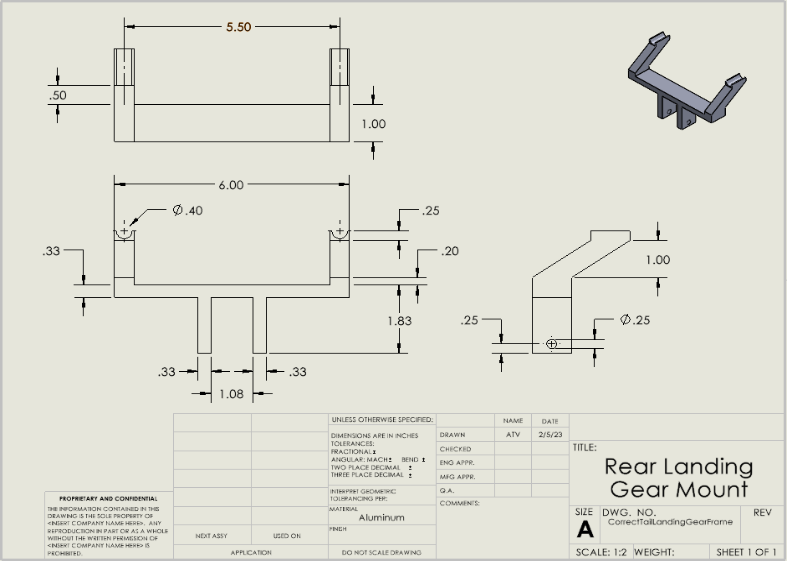 5.50
.50
1.00
6.00
Ø.40
.25
.33
.20
1.00
1.83
.25
Ø.25
.33
.33
1.08
UNLESS OTHERWISE SPECIFIED:
DIMENSIONS ARE IN INCHES
TOLERANCES:
FRACTIONAL ±
ANGULAR: MACH ± BEND ±
TWO PLACE DECIMAL ±
THREE PLACE DECIMAL ±
INTERPRET GEOMETRIC
TOLERANCING PER:
MATERIAL
Aluminum
FINISH
DO NOT SCALE DRAWING
NAME DATE
DRAWN ATV 2/5/23
CHECKED
ENG APPR.
MFG APPR.
Q.A.
COMMENTS:
TITLE:
Rear Landing
Gear Mount
SIZE DWG. NO. REV
A CorrectTailLandingGearFrame
SCALE: 1:2 WEIGHT: SHEET 1 OF 1
PROPRIETARY AND CONFIDENTIAL
THE INFORMATION CONTAINED IN THIS
DRAWING IS THE SOLE PROPERTY OF
<INSERT COMPANY NAME HERE>. ANY
REPRODUCTION IN PART OR AS A WHOLE
WITHOUT THE WRITTEN PERMISSION OF
<INSERT COMPANY NAME HERE> IS
PROHIBITED.
NEXT ASSY USED ON
APPLICATION